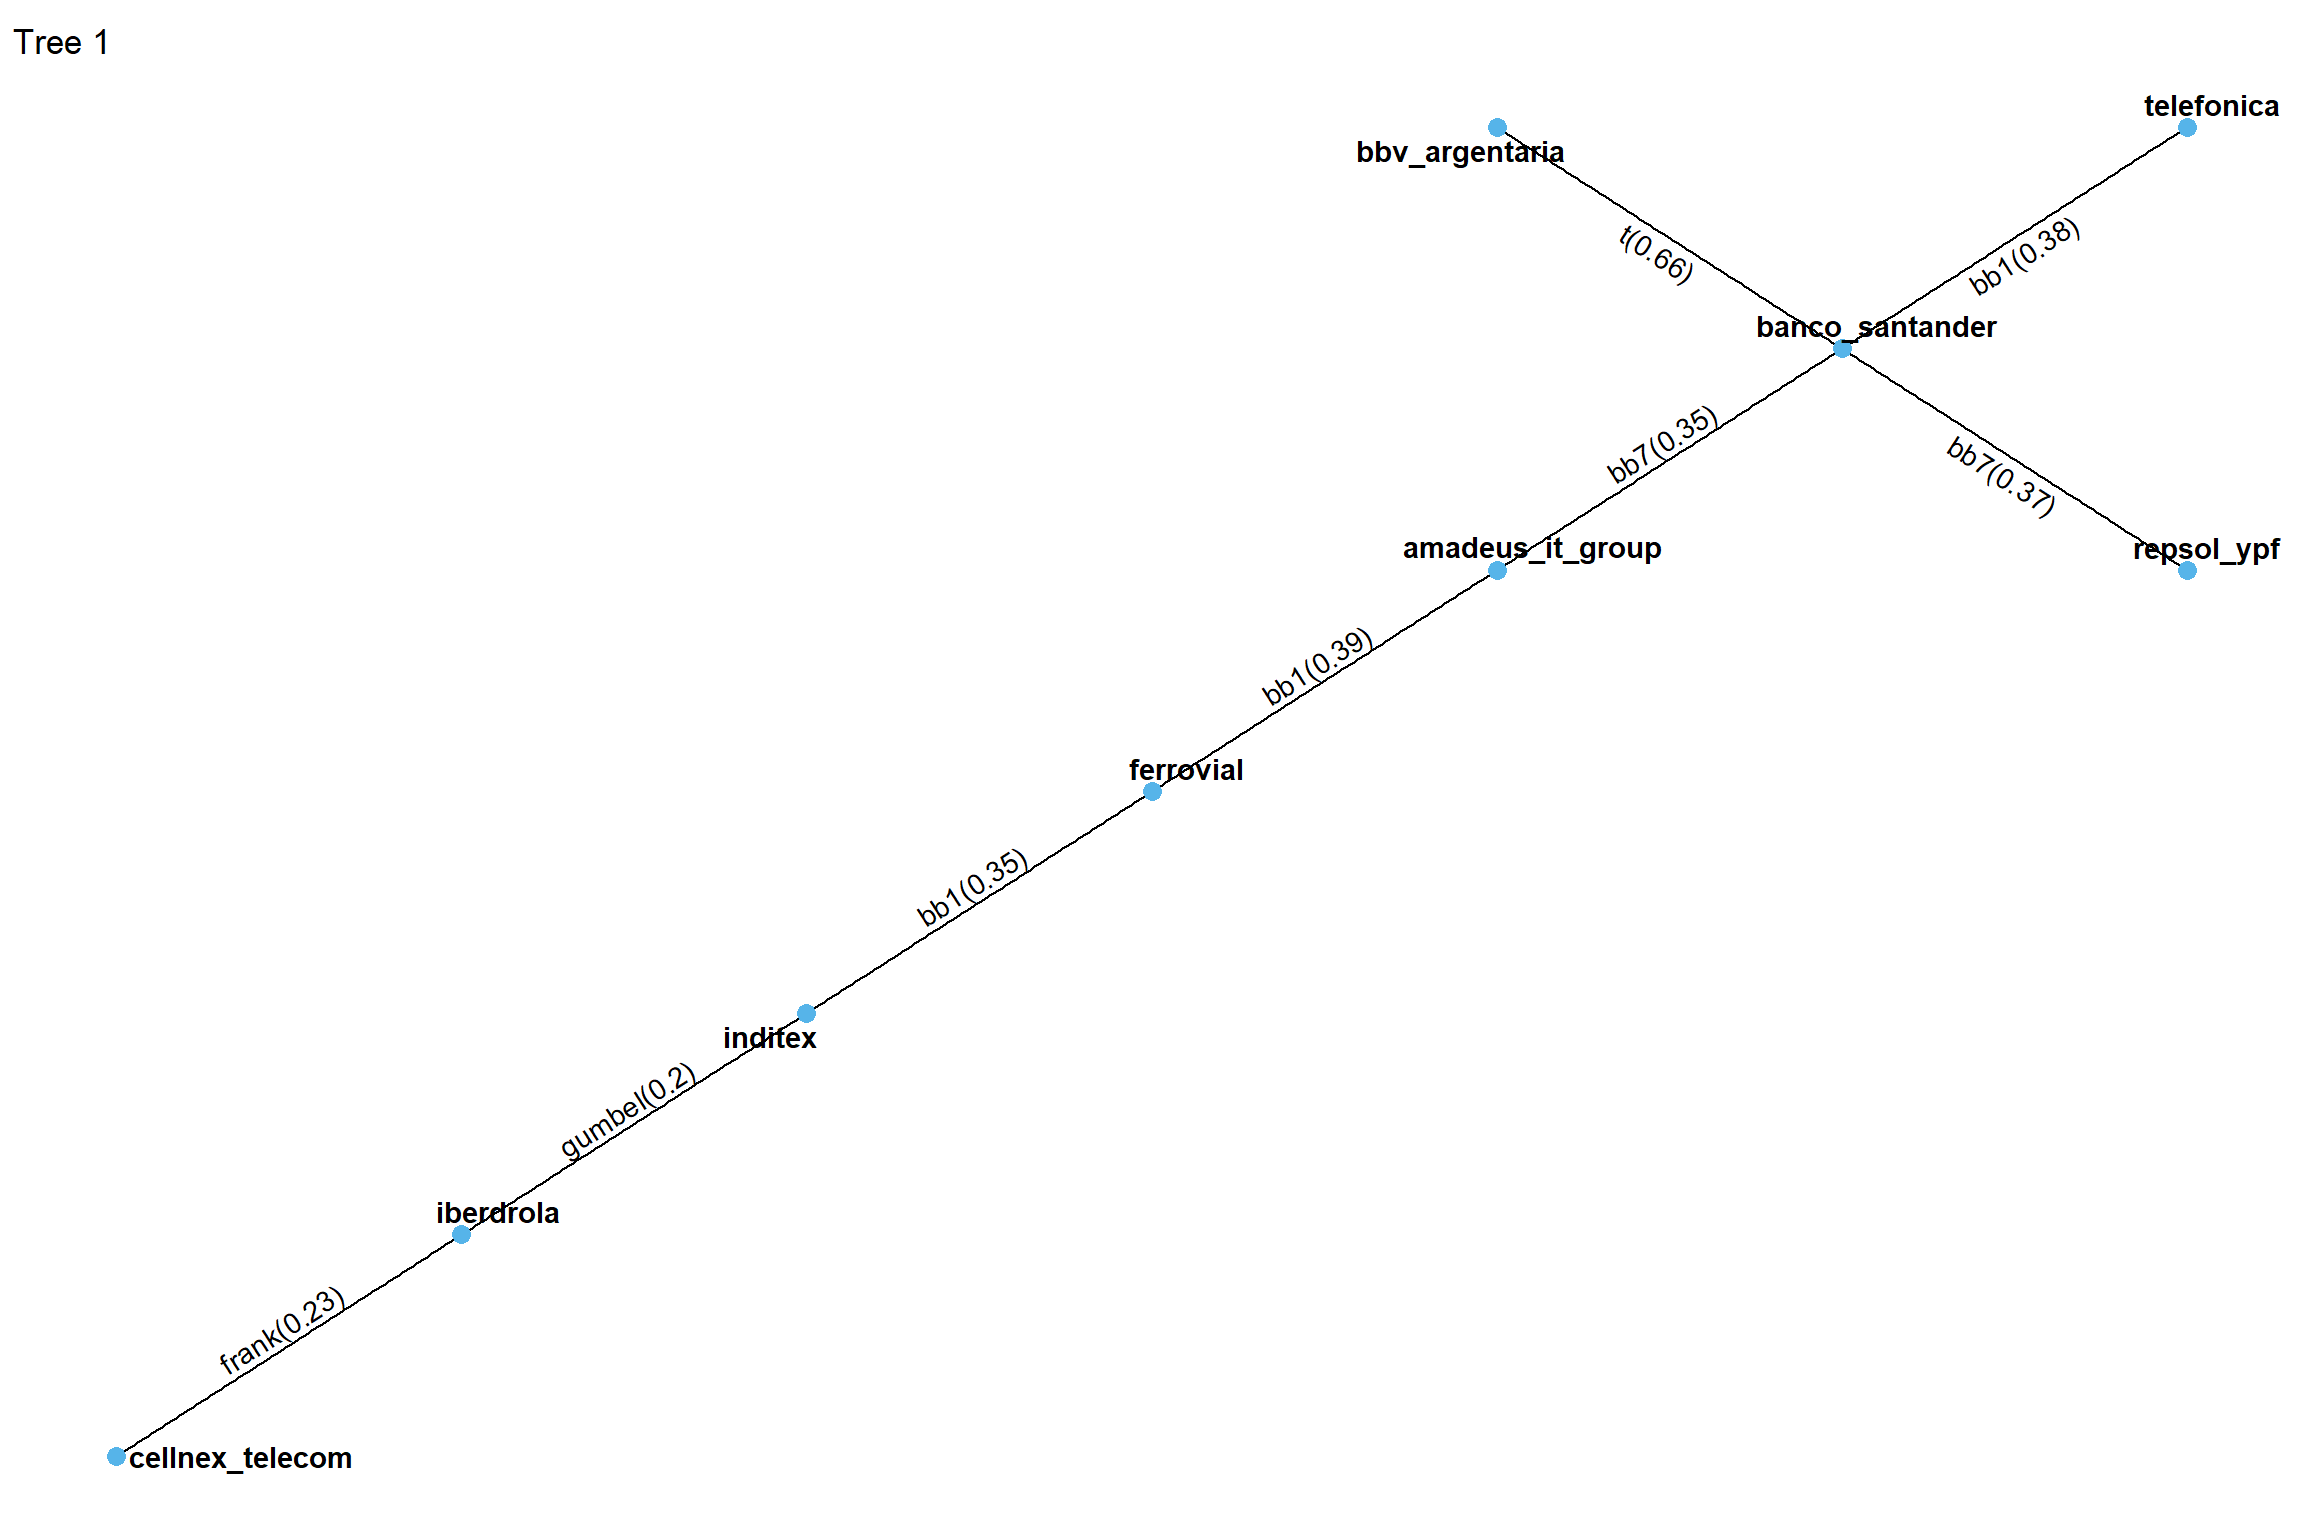 Tree 1
telefonica
bbv_argentaria
t(0.66)
bb1(0.38)
banco_santander
bb7(0.35)
bb7(0.37)
amadeus_it_group
repsol_ypf
bb1(0.39)
ferrovial
bb1(0.35)
inditex
gumbel(0.2)
iberdrola
frank(0.23)
cellnex_telecom